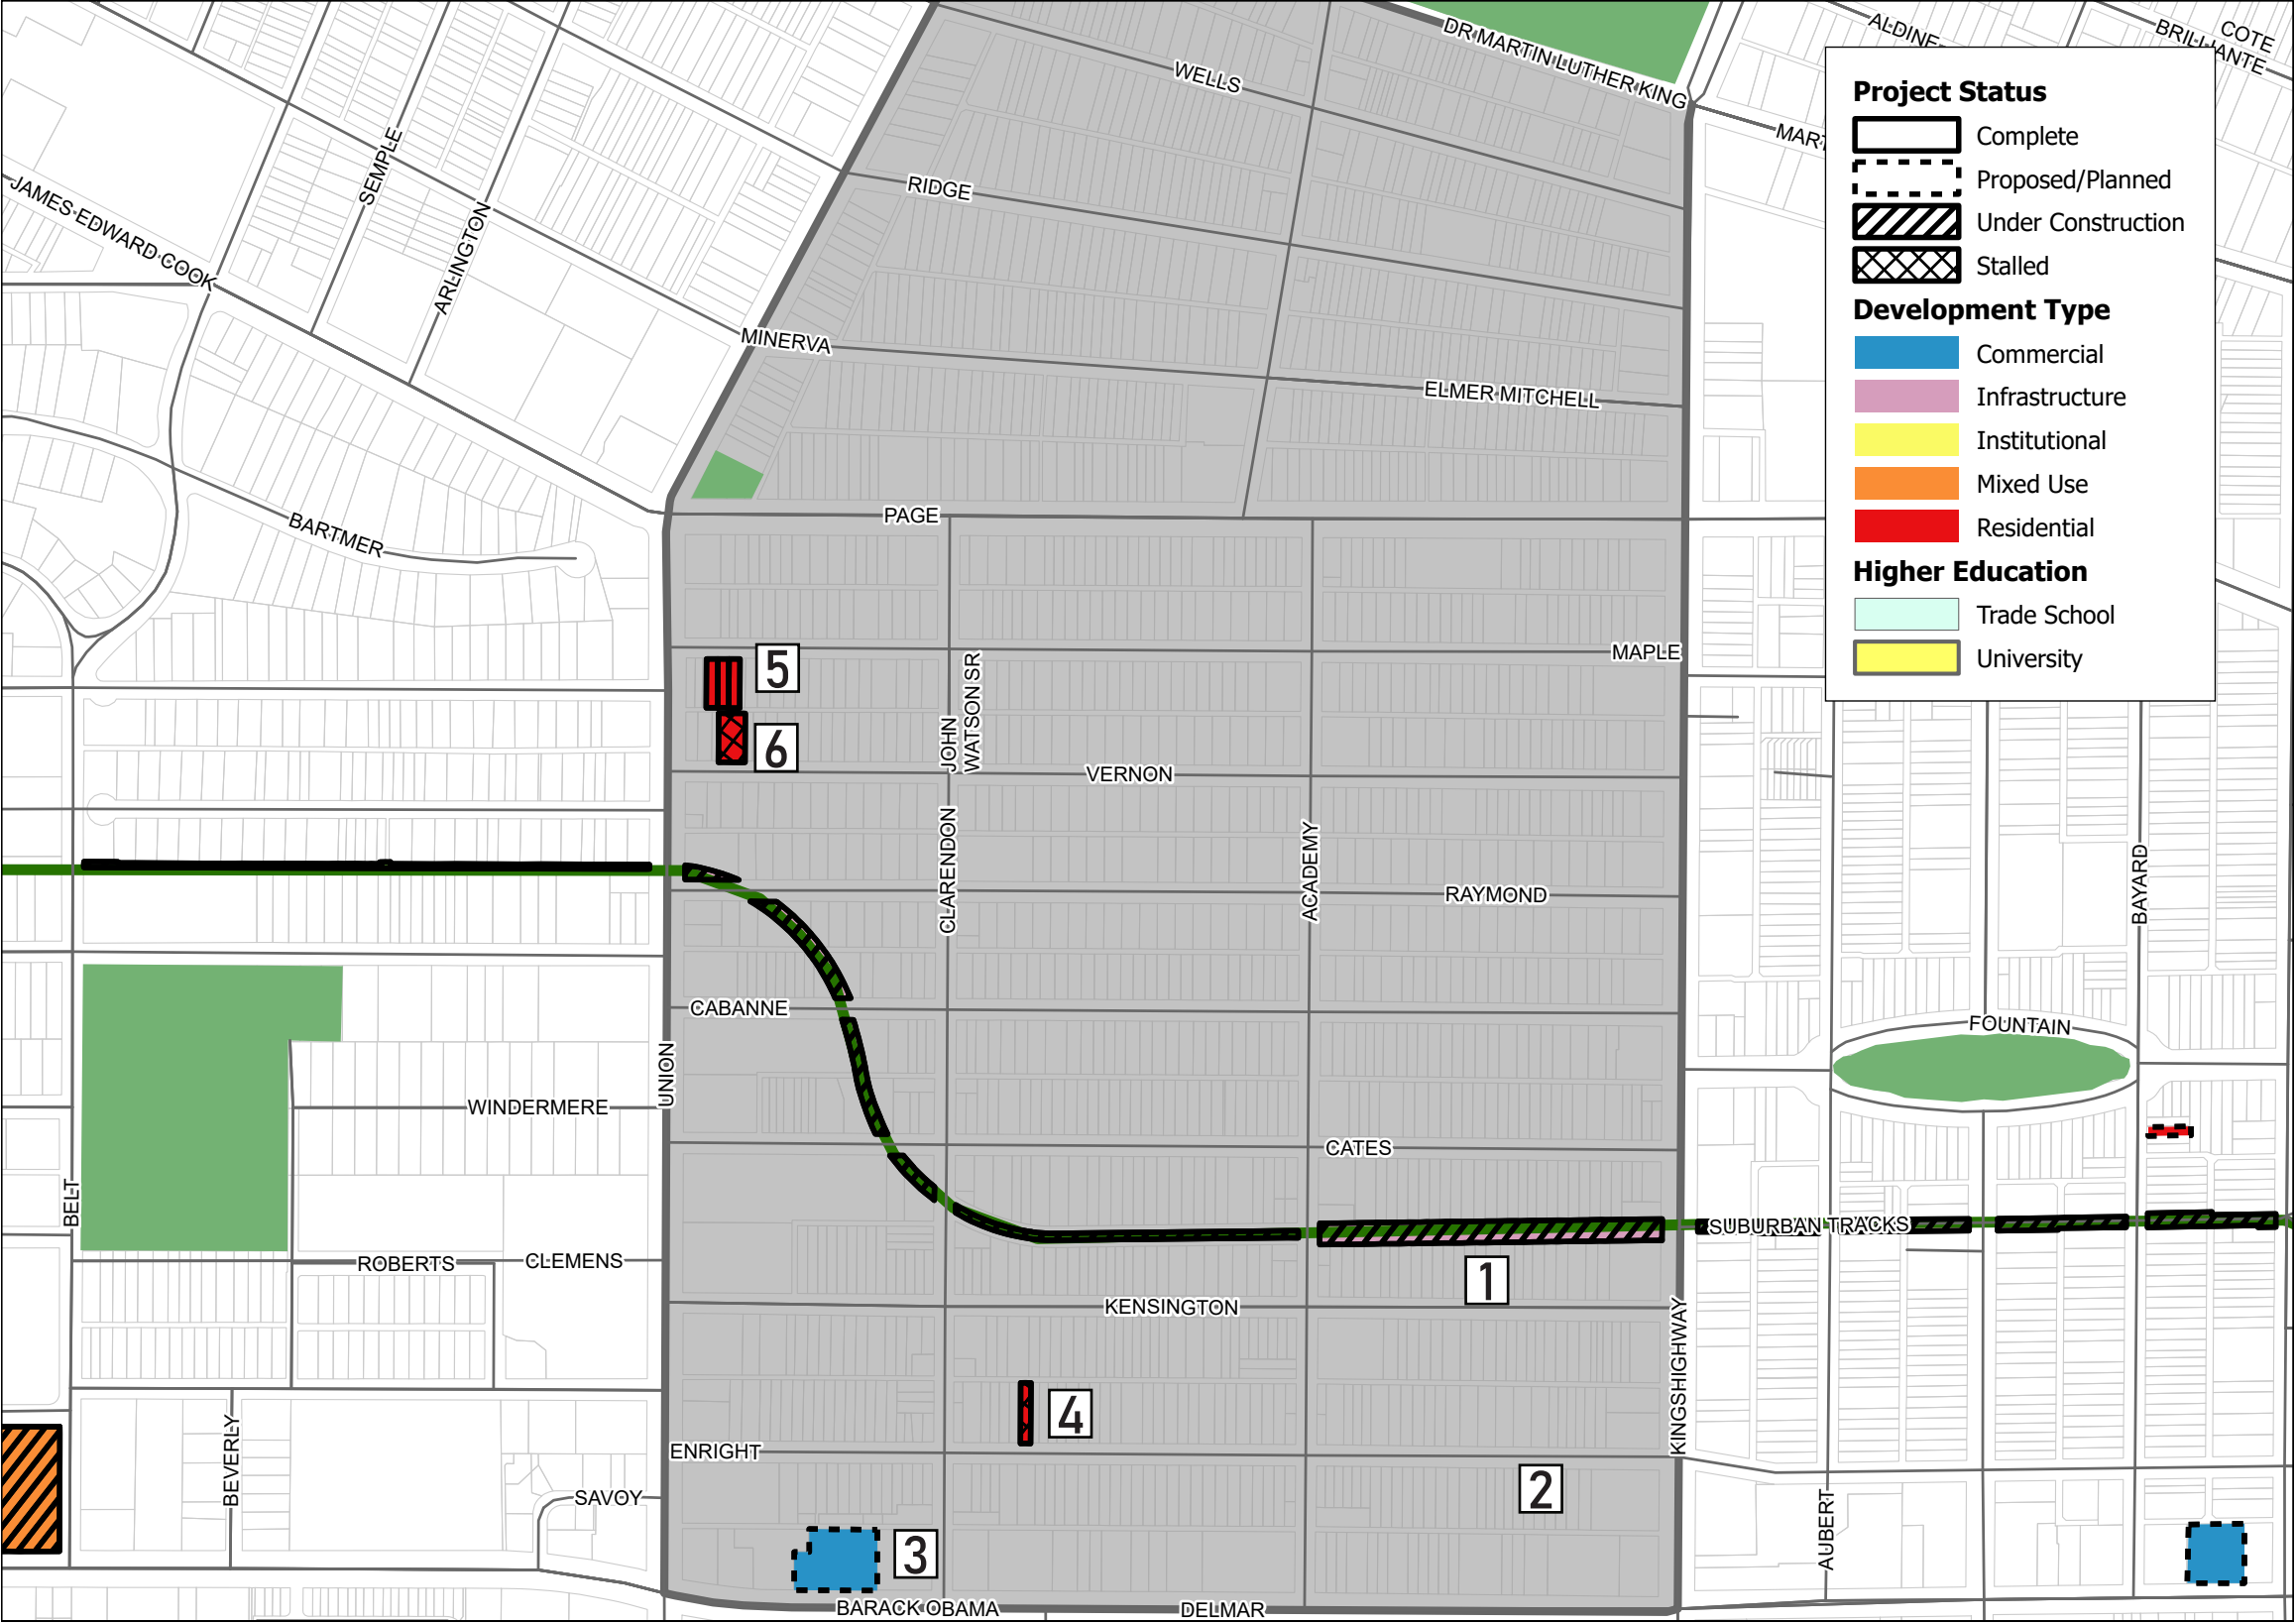 COTE
BRILLIANTE
ALDINE
DR MARTIN LUTHER KING
WELLS
MART
SEMPLE
JAMES EDWARD COOK
ARLINGTON
RIDGE
MINERVA
ELMER MITCHELL
PAGE
BARTMER
MAPLE
JOHN
WATSON SR
5
6
VERNON
CLARENDON
ACADEMY
RAYMOND
BAYARD
CABANNE
FOUNTAIN
UNION
WINDERMERE
CATES
BELT
SUBURBAN TRACKS
ROBERTS
CLEMENS
1
KENSINGTON
KINGSHIGHWAY
4
ENRIGHT
BEVERLY
2
SAVOY
AUBERT
3
BARACK OBAMA
DELMAR
Project Status
Complete
Proposed/Planned
Under Construction
Stalled
Development Type
Commercial
Infrastructure
Institutional
Mixed Use
Residential
Higher Education
Trade School
University